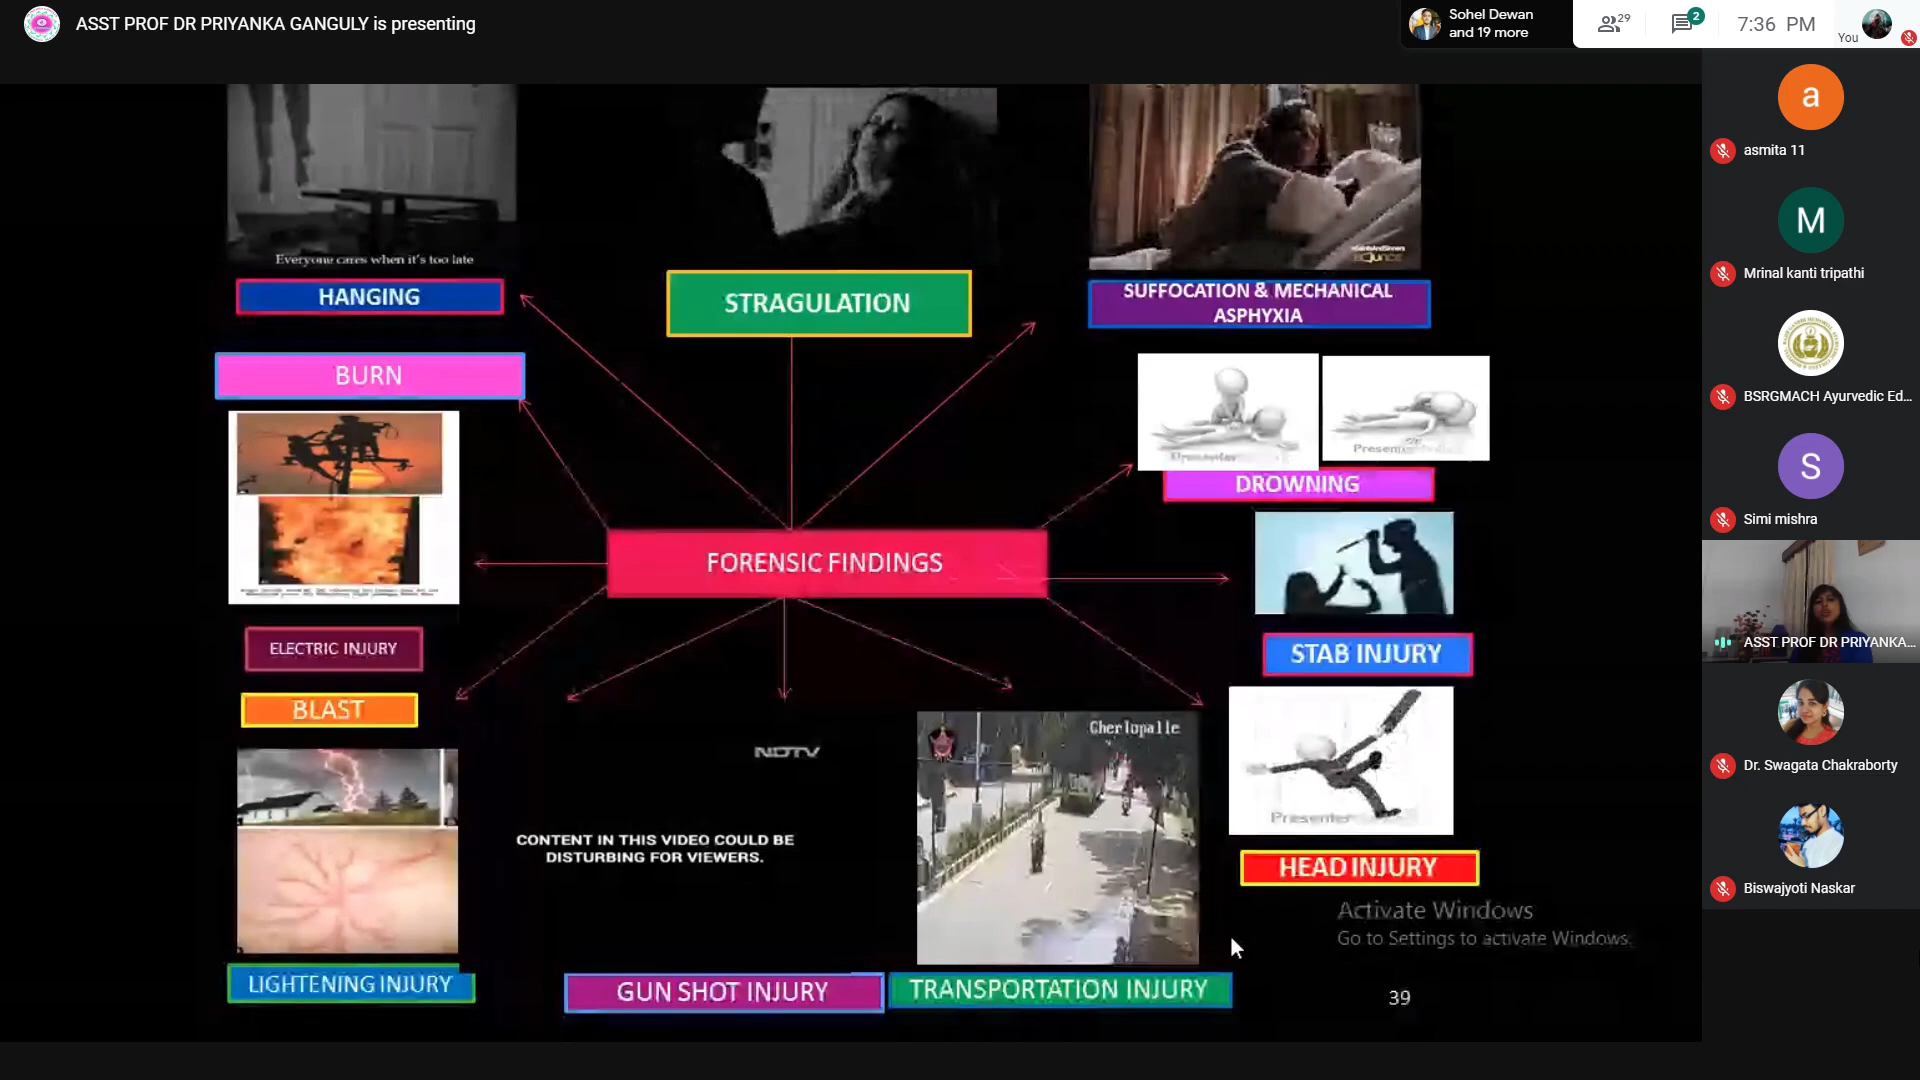 ASST PROF DR PRIYANKA GANGULY is presenting
Sohel Dewan
and 19 more
29
2
7:36 PM
You
Everyone cares when it's too late
HANGING
STRAGULATION
SUFFOCATION & MECHANICAL
ASPHYXIA
BURN
DROWNING
FORENSIC FINDINGS
ELECTRIC INJURY
STAB INJURY
BLAST
NDTV
Cherlopalle
CONTENT IN THIS VIDEO COULD BE
DISTURBING FOR VIEWERS.
Presenter
HEAD INJURY
Activate Windows
Go to Settings to activate Windows.
LIGHTENING INJURY
GUN SHOT INJURY
TRANSPORTATION INJURY
39
a
asmita 11
M
Mrinal kanti tripathi
BSRGMACH Ayurvedic Ed...
S
Simi mishra
ASST PROF DR PRIYANKA...
Dr. Swagata Chakraborty
Biswajyoti Naskar